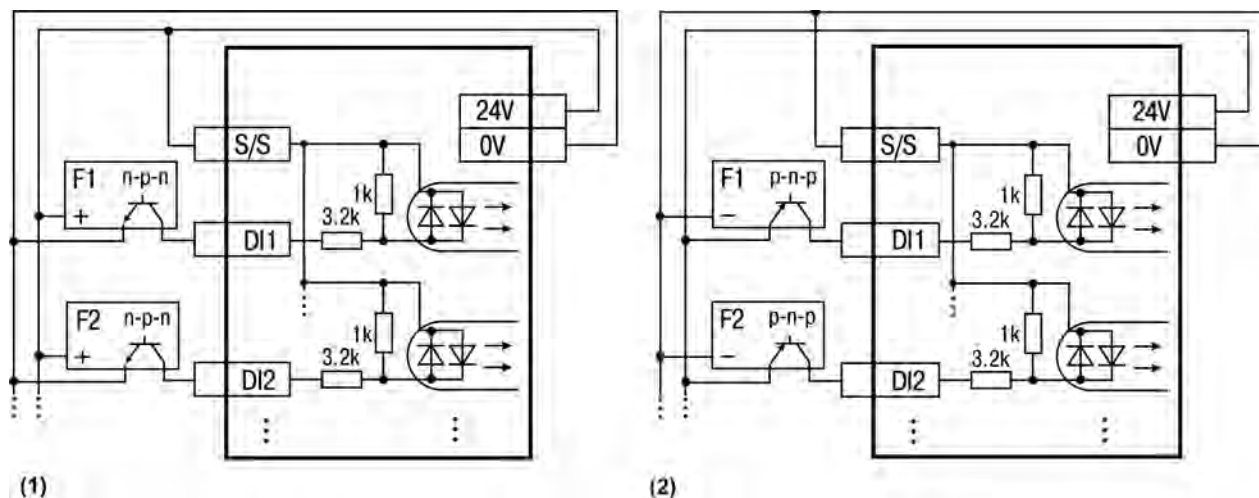 24V
0V
S/S
F1 n-p-n
+
1k
3.2k
DI1
F2 n-p-n
+
1k
3.2k
DI2
(1)
24V
0V
S/S
F1 p-n-p
−
1k
3.2k
DI1
F2 p-n-p
−
1k
3.2k
DI2
(2)